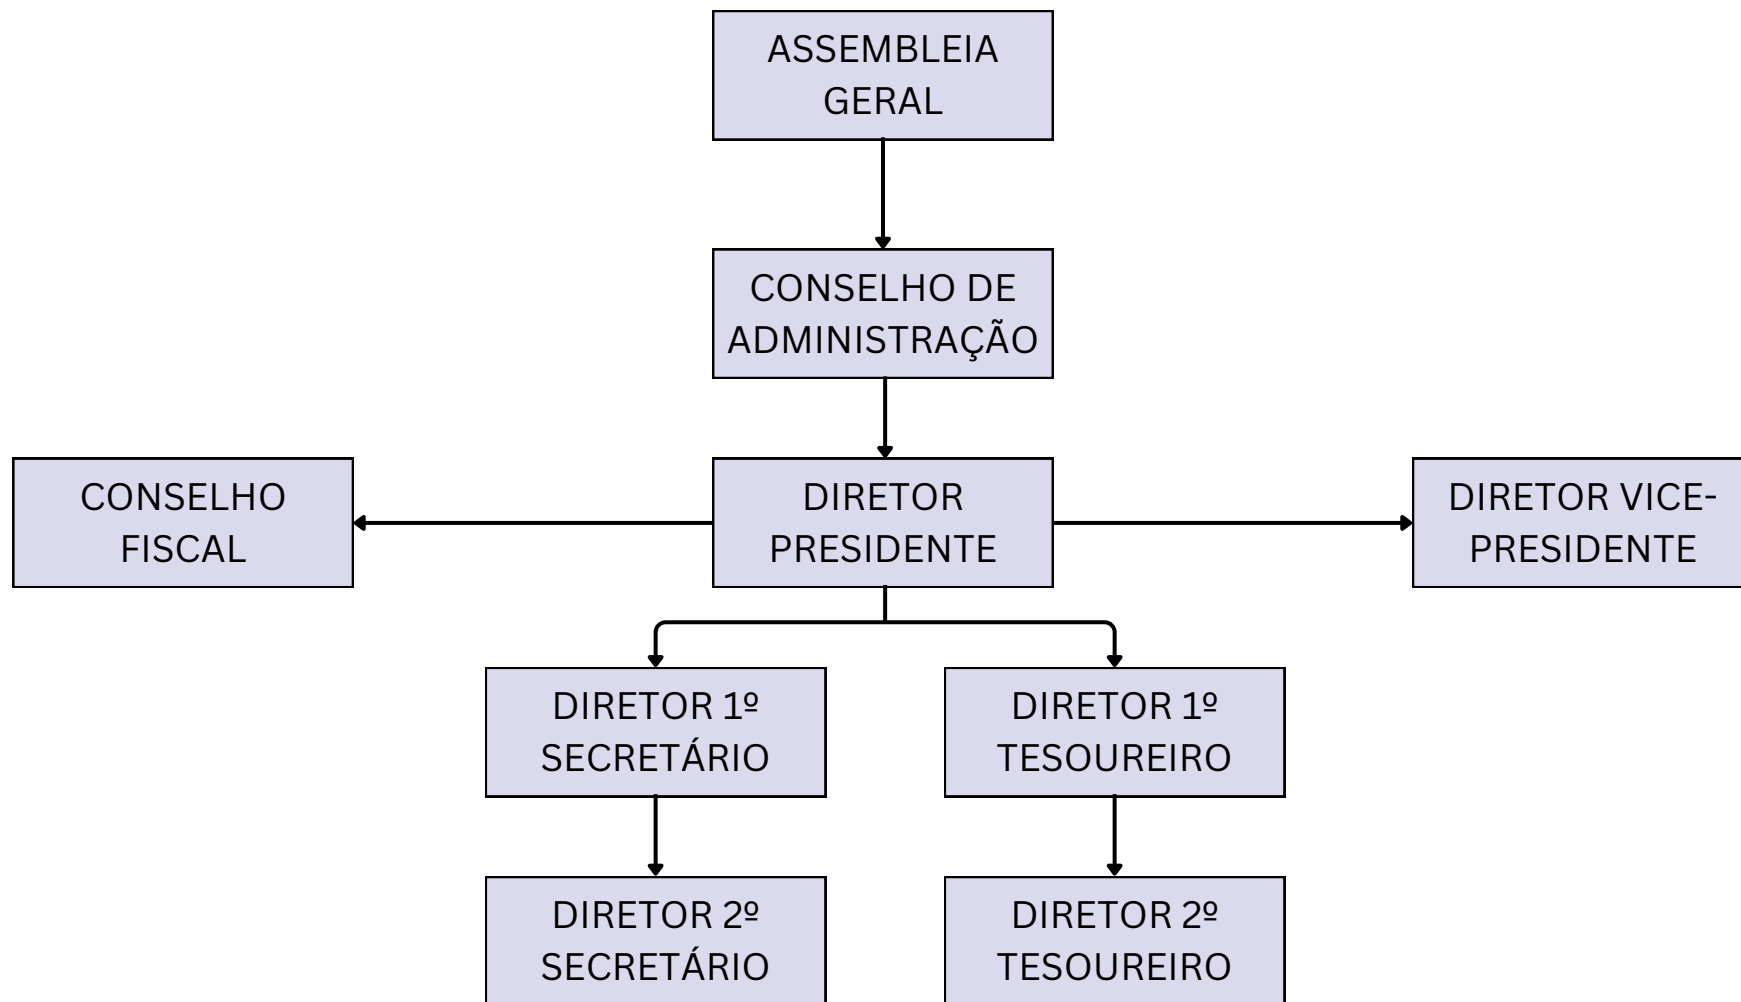 ASSEMBLEIA
GERAL
CONSELHO DE
ADMINISTRAÇÃO
CONSELHO
FISCAL
DIRETOR
PRESIDENTE
DIRETOR VICE-
PRESIDENTE
DIRETOR 1º
SECRETÁRIO
DIRETOR 1º
TESOUREIRO
DIRETOR 2º
SECRETÁRIO
DIRETOR 2º
TESOUREIRO